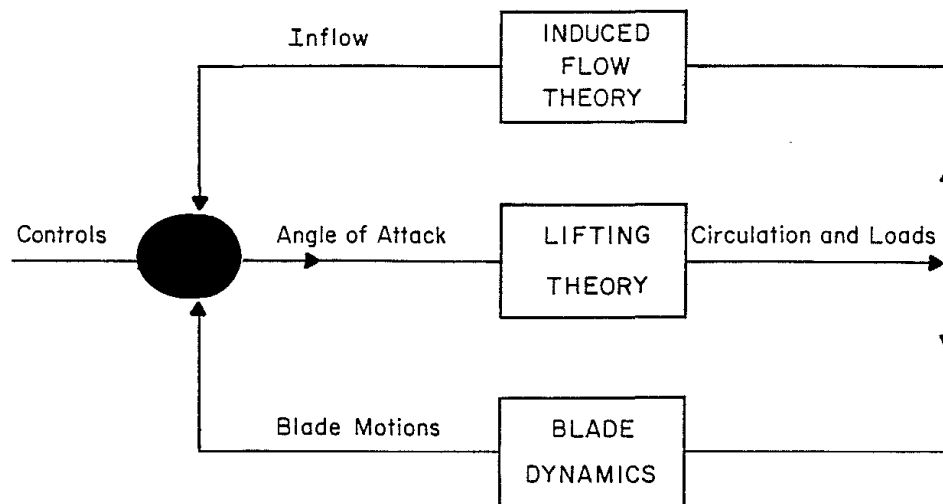 Inflow
INDUCED
FLOW
THEORY
Controls
Angle of Attack
LIFTING
THEORY
Circulation and Loads
Blade Motions
BLADE
DYNAMICS